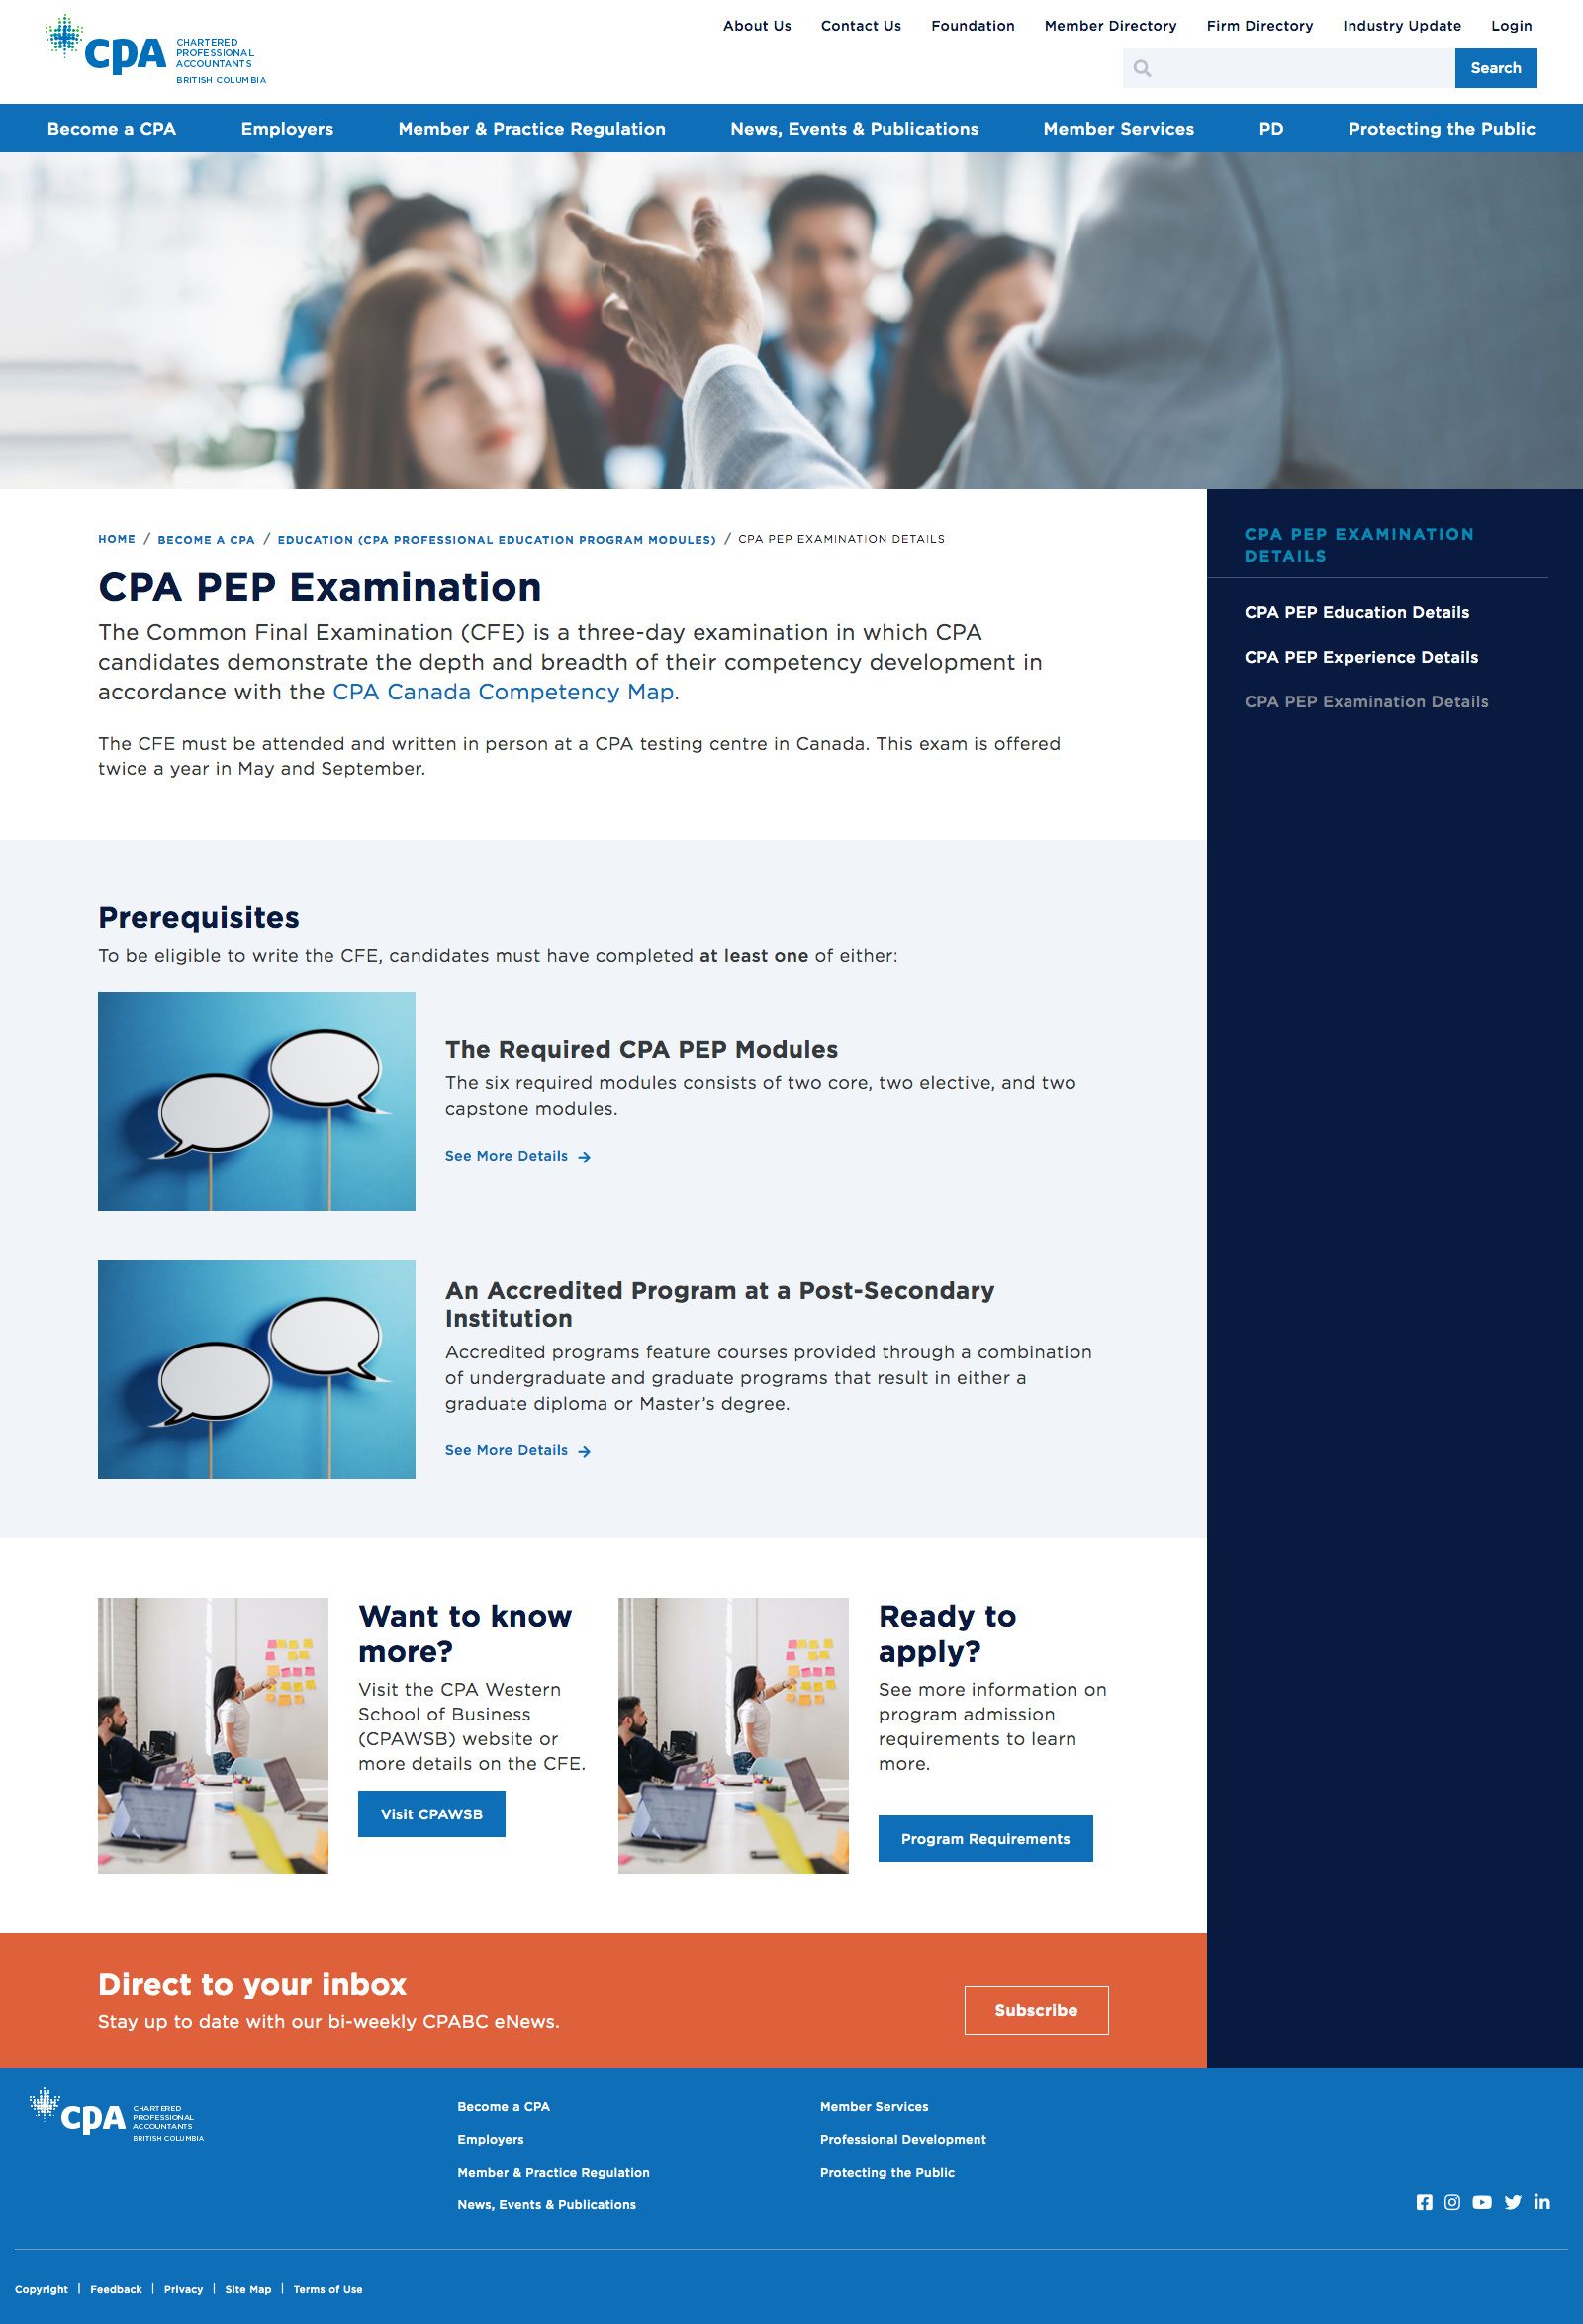 CPA CHARTERED
PROFESSIONAL
ACCOUNTANTS
BRITISH COLUMBIA
About Us Contact Us Foundation Member Directory Firm Directory Industry Update Login
Search
Become a CPA Employers Member & Practice Regulation News, Events & Publications Member Services PD Protecting the Public
HOME / BECOME A CPA / EDUCATION (CPA PROFESSIONAL EDUCATION PROGRAM MODULES) / CPA PEP EXAMINATION DETAILS
CPA PEP Examination
The Common Final Examination (CFE) is a three-day examination in which CPA
candidates demonstrate the depth and breadth of their competency development in
accordance with the CPA Canada Competency Map.
The CFE must be attended and written in person at a CPA testing centre in Canada. This exam is offered
twice a year in May and September.
CPA PEP EXAMINATION
DETAILS
CPA PEP Education Details
CPA PEP Experience Details
CPA PEP Examination Details
Prerequisites
To be eligible to write the CFE, candidates must have completed at least one of either:
The Required CPA PEP Modules
The six required modules consists of two core, two elective, and two
capstone modules.
See More Details →
An Accredited Program at a Post-Secondary
Institution
Accredited programs feature courses provided through a combination
of undergraduate and graduate programs that result in either a
graduate diploma or Master's degree.
See More Details →
Want to know
more?
Visit the CPA Western
School of Business
(CPAWSB) website or
more details on the CFE.
Visit CPAWSB
Ready to
apply?
See more information on
program admission
requirements to learn
more.
Program Requirements
Direct to your inbox
Stay up to date with our bi-weekly CPABC eNews.
Subscribe
CPA CHARTERED
PROFESSIONAL
ACCOUNTANTS
BRITISH COLUMBIA
Become a CPA
Employers
Member & Practice Regulation
News, Events & Publications
Member Services
Professional Development
Protecting the Public
Copyright | Feedback | Privacy | Site Map | Terms of Use